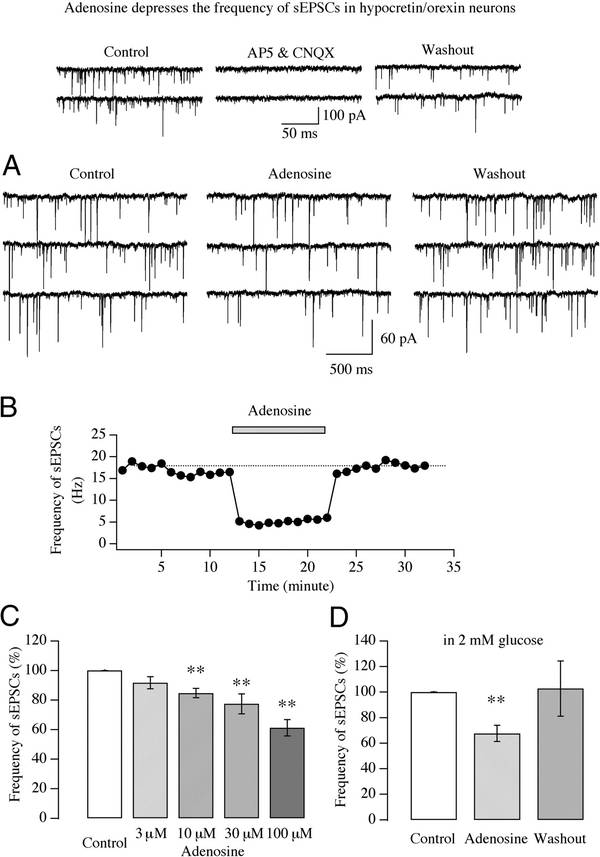 Adenosine depresses the frequency of sEPSCs in hypocretin/orexin neurons
Control
AP5 & CNQX
Washout
100 pA
50 ms
A
Control
Adenosine
Washout
60 pA
500 ms
B
Adenosine
Frequency of sEPSCs
(Hz)
25
20
15
10
5
0
5
10
15
20
25
30
35
Time (minute)
C
Frequency of sEPSCs (%)
120
100
80
60
40
20
0
**
**
**
Control
3 µM
10 µM
30 µM
100 µM
Adenosine
D
in 2 mM glucose
Frequency of sEPSCs (%)
140
120
100
80
60
40
20
0
**
Control
Adenosine
Washout